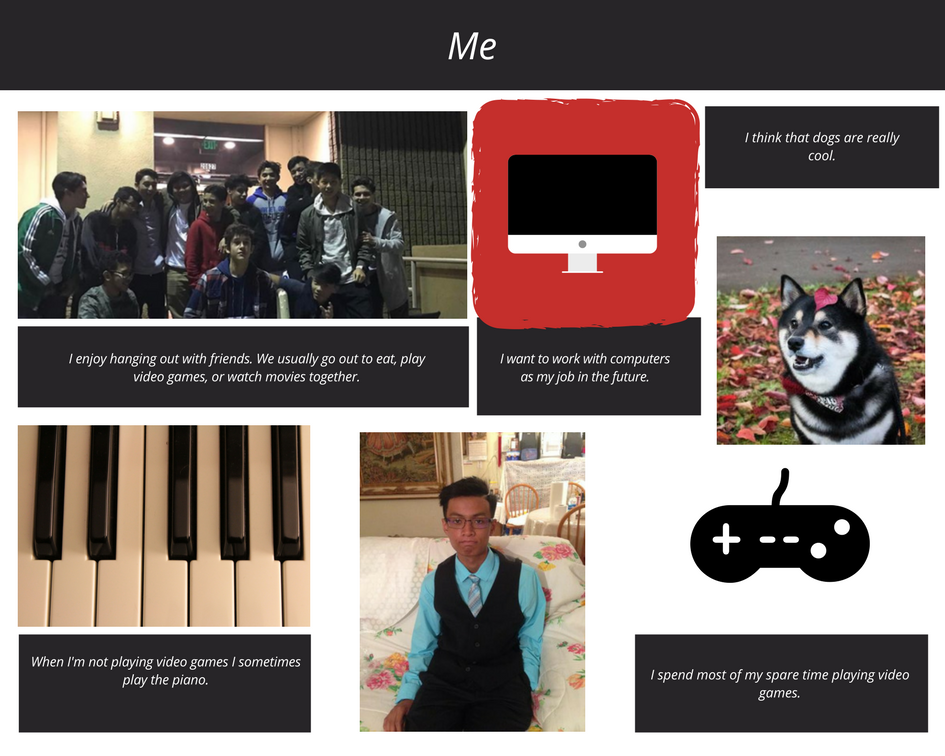 Me
I think that dogs are really
cool.
I enjoy hanging out with friends. We usually go out to eat, play
video games, or watch movies together.
I want to work with computers
as my job in the future.
When I'm not playing video games I sometimes
play the piano.
I spend most of my spare time playing video
games.